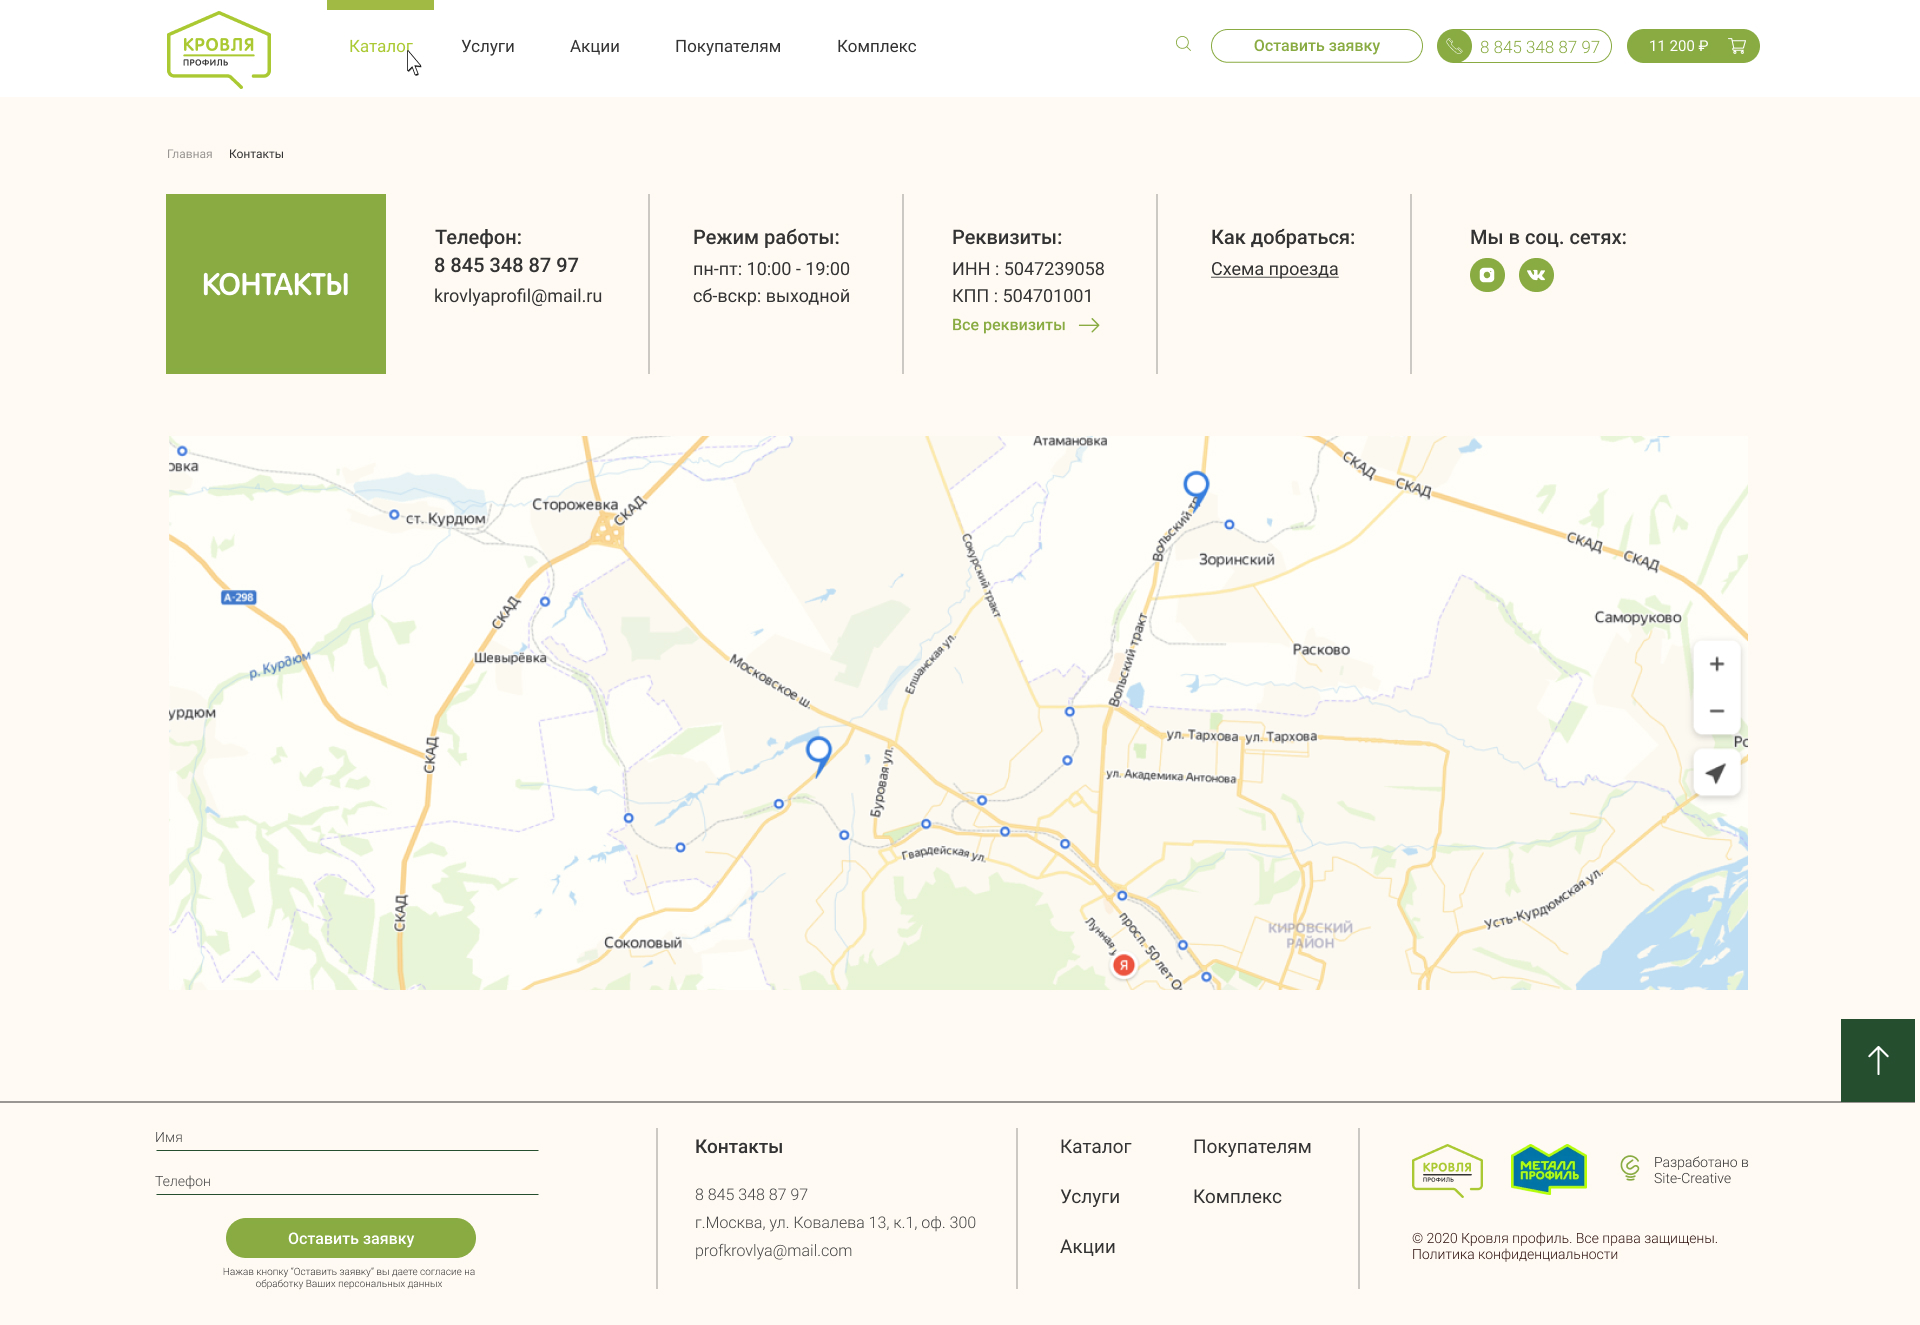 КРОВЛЯ
ПРОФИЛЬ
Каталог
Услуги
Акции
Покупателям
Комплекс
Оставить заявку
8 845 348 87 97
11 200 ₽
Главная
Контакты
КОНТАКТЫ
Телефон:
8 845 348 87 97
krovlyaprofil@mail.ru
Режим работы:
пн-пт: 10:00 - 19:00
сб-вскр: выходной
Реквизиты:
ИНН : 5047239058
КПП : 504701001
Все реквизиты
Как добраться:
Схема проезда
Мы в соц. сетях:
Атамановка
овка
СКАД
СКАД
Сторожевка
СКАД
ст. Курдюм
Вольский тр
СКАД
СКАД
Сокурский тракт
Зоринский
А-298
СКАД
Саморуково
Вольский тракт
Елшанская ул.
Расково
Шевырёвка
р. Курдюм
Московское ш.
урдюм
ул. Тархова
ул. Тархова
Ро
СКАД
ул. Академика Антонова
Буровая ул.
Гвардейская ул.
СКАД
Усть-Курдюмская ул.
КИРОВСКИЙ
РАЙОН
Лунная у
просп. 50 лет О
Соколовый
Я
+
−
Имя
Телефон
Оставить заявку
Нажав кнопку "Оставить заявку" вы даете согласие на
обработку Ваших персональных данных
Контакты
8 845 348 87 97
г.Москва, ул. Ковалева 13, к.1, оф. 300
profkrovlya@mail.com
Каталог
Услуги
Акции
Покупателям
Комплекс
КРОВЛЯ
ПРОФИЛЬ
МЕТАЛЛ
ПРОФИЛЬ
Разработано в
Site-Creative
© 2020 Кровля профиль. Все права защищены.
Политика конфиденциальности